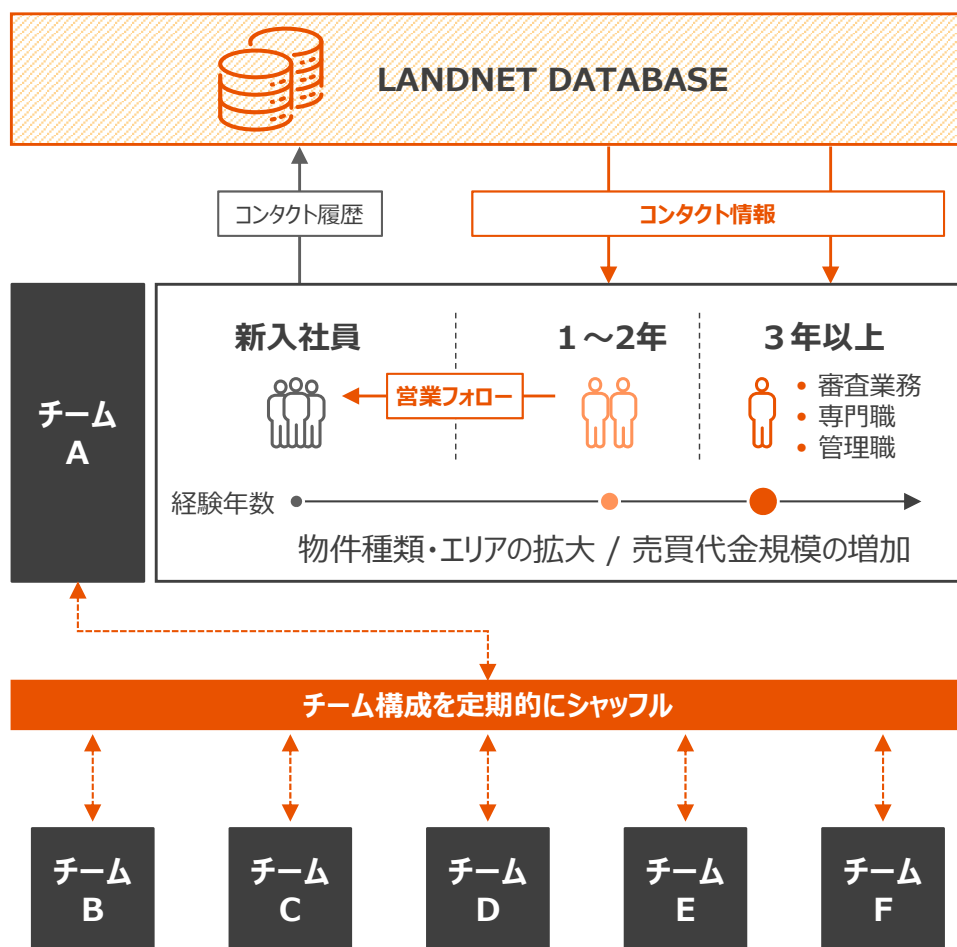 LANDNET DATABASE
コンタクト履歴
コンタクト情報
チーム
A
新入社員
1～2年
3年以上
営業フォロー
• 審査業務
• 専門職
• 管理職
経験年数
物件種類・エリアの拡大 / 売買代金規模の増加
チーム構成を定期的にシャッフル
チーム
B
チーム
C
チーム
D
チーム
E
チーム
F